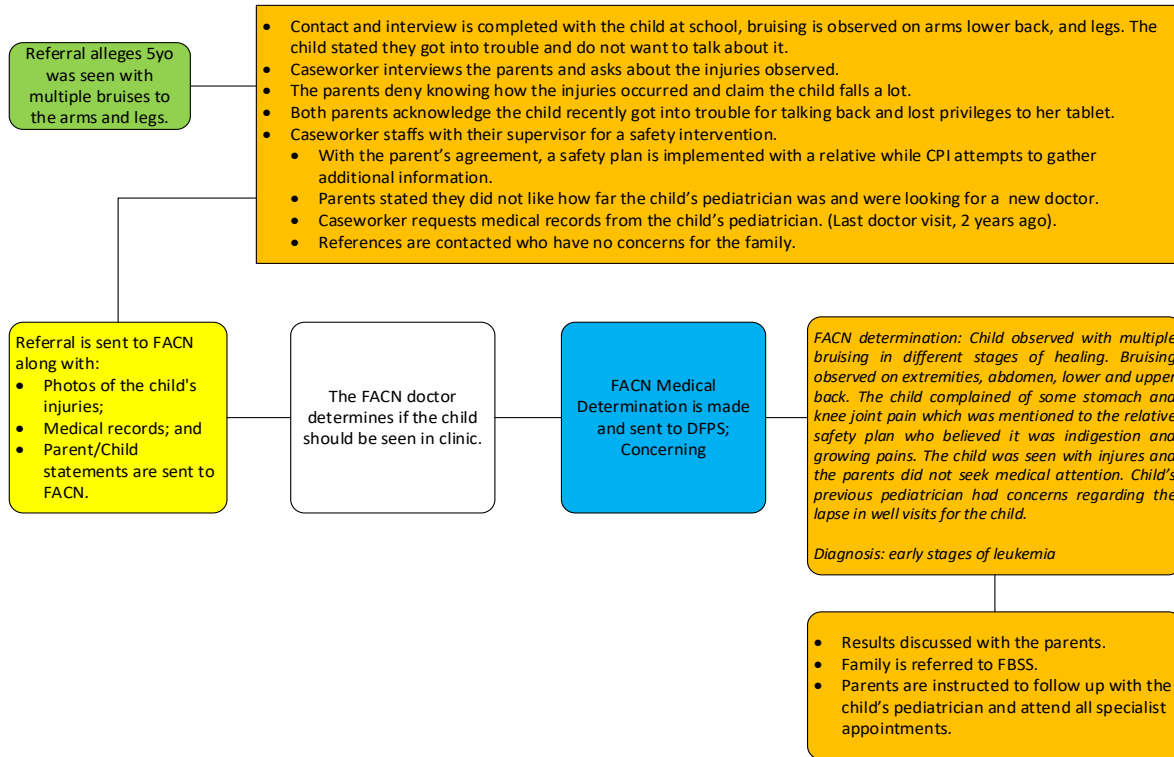 Referral alleges 5yo
was seen with
multiple bruises to
the arms and legs.
• Contact and interview is completed with the child at school, bruising is observed on arms lower back, and legs. The
child stated they got into trouble and do not want to talk about it.
• Caseworker interviews the parents and asks about the injuries observed.
• The parents deny knowing how the injuries occurred and claim the child falls a lot.
• Both parents acknowledge the child recently got into trouble for talking back and lost privileges to her tablet.
• Caseworker staffs with their supervisor for a safety intervention.
• With the parent’s agreement, a safety plan is implemented with a relative while CPI attempts to gather
additional information.
• Parents stated they did not like how far the child’s pediatrician was and were looking for a new doctor.
• Caseworker requests medical records from the child’s pediatrician. (Last doctor visit, 2 years ago).
• References are contacted who have no concerns for the family.
Referral is sent to FACN
along with:
• Photos of the child's
injuries;
• Medical records; and
• Parent/Child
statements are sent to
FACN.
The FACN doctor
determines if the child
should be seen in clinic.
FACN Medical
Determination is made
and sent to DFPS;
Concerning
FACN determination: Child observed with multiple
bruising in different stages of healing. Bruising
observed on extremities, abdomen, lower and upper
back. The child complained of some stomach and
knee joint pain which was mentioned to the relative
safety plan who believed it was indigestion and
growing pains. The child was seen with injures and
the parents did not seek medical attention. Child’s
previous pediatrician had concerns regarding the
lapse in well visits for the child.
Diagnosis: early stages of leukemia
• Results discussed with the parents.
• Family is referred to FBSS.
• Parents are instructed to follow up with the
child’s pediatrician and attend all specialist
appointments.